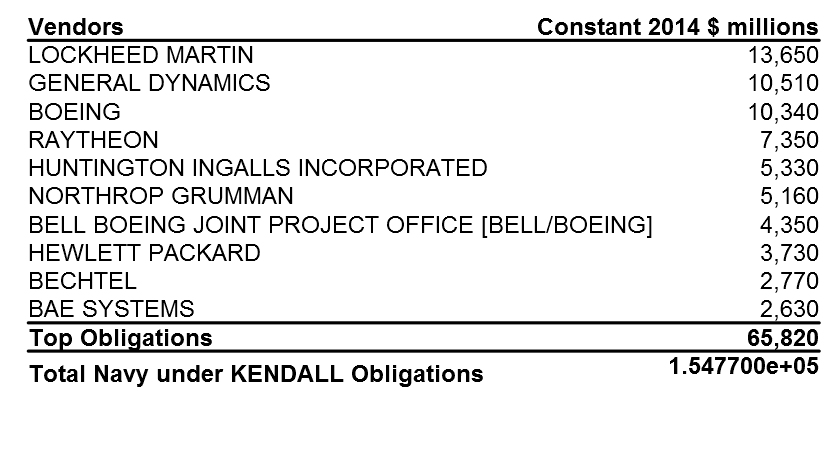 Vendors Constant 2014 $ millions
LOCKHEED MARTIN 13,650
GENERAL DYNAMICS 10,510
BOEING 10,340
RAYTHEON 7,350
HUNTINGTON INGALLS INCORPORATED 5,330
NORTHROP GRUMMAN 5,160
BELL BOEING JOINT PROJECT OFFICE [BELL/BOEING] 4,350
HEWLETT PACKARD 3,730
BECHTEL 2,770
BAE SYSTEMS 2,630
Top Obligations 65,820
Total Navy under KENDALL Obligations 1.547700e+05